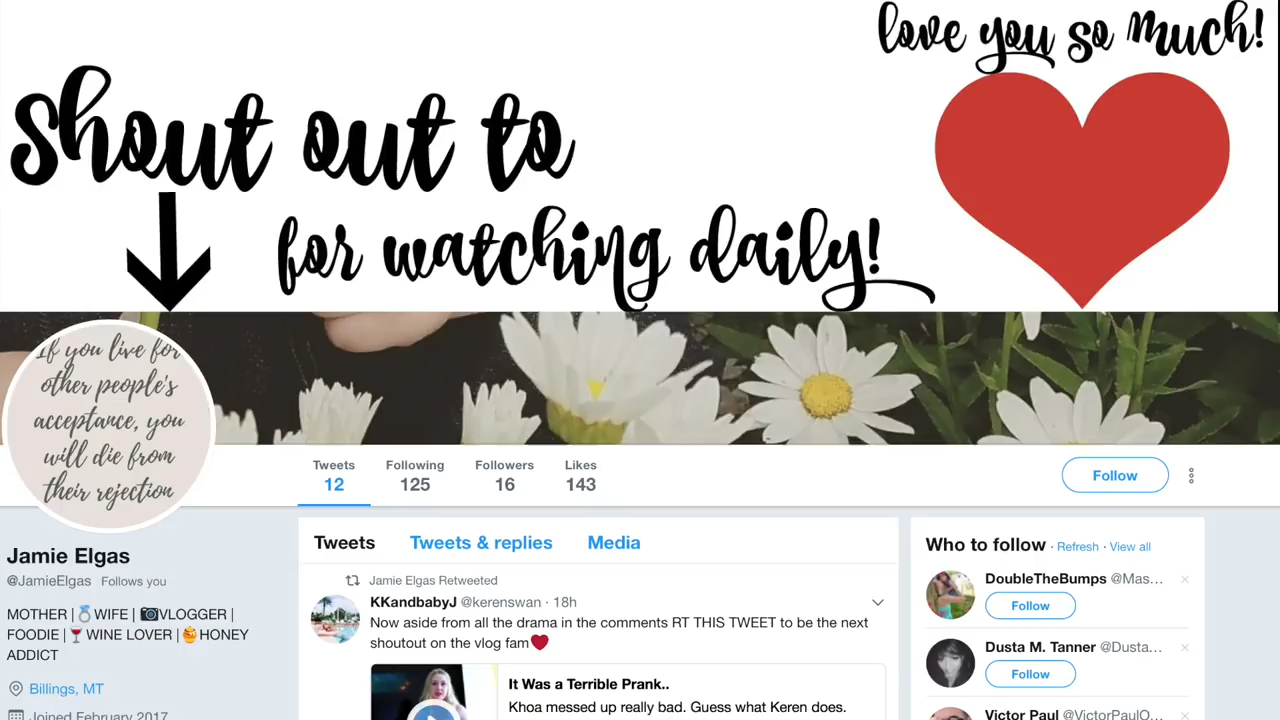 love you so much!
shout out to
for watching daily!
If you live for
other people's
acceptance, you
will die from
their rejection
Tweets Following Followers Likes
12 125 16 143
Follow
Jamie Elgas
@JamieElgas Follows you
MOTHER | 💍WIFE | 📷VLOGGER |
FOODIE | 🍷WINE LOVER | 🍯HONEY
ADDICT
Billings, MT
Joined February 2017
Tweets Tweets & replies Media
Jamie Elgas Retweeted
KKandbabyJ @kerenswan · 18h
Now aside from all the drama in the comments RT THIS TWEET to be the next
shoutout on the vlog fam❤
It Was a Terrible Prank..
Khoa messed up really bad. Guess what Keren does.
Who to follow · Refresh · View all
DoubleTheBumps @Mas...
Follow
Dusta M. Tanner @Dusta...
Follow
Victor Paul @VictorPaulO...